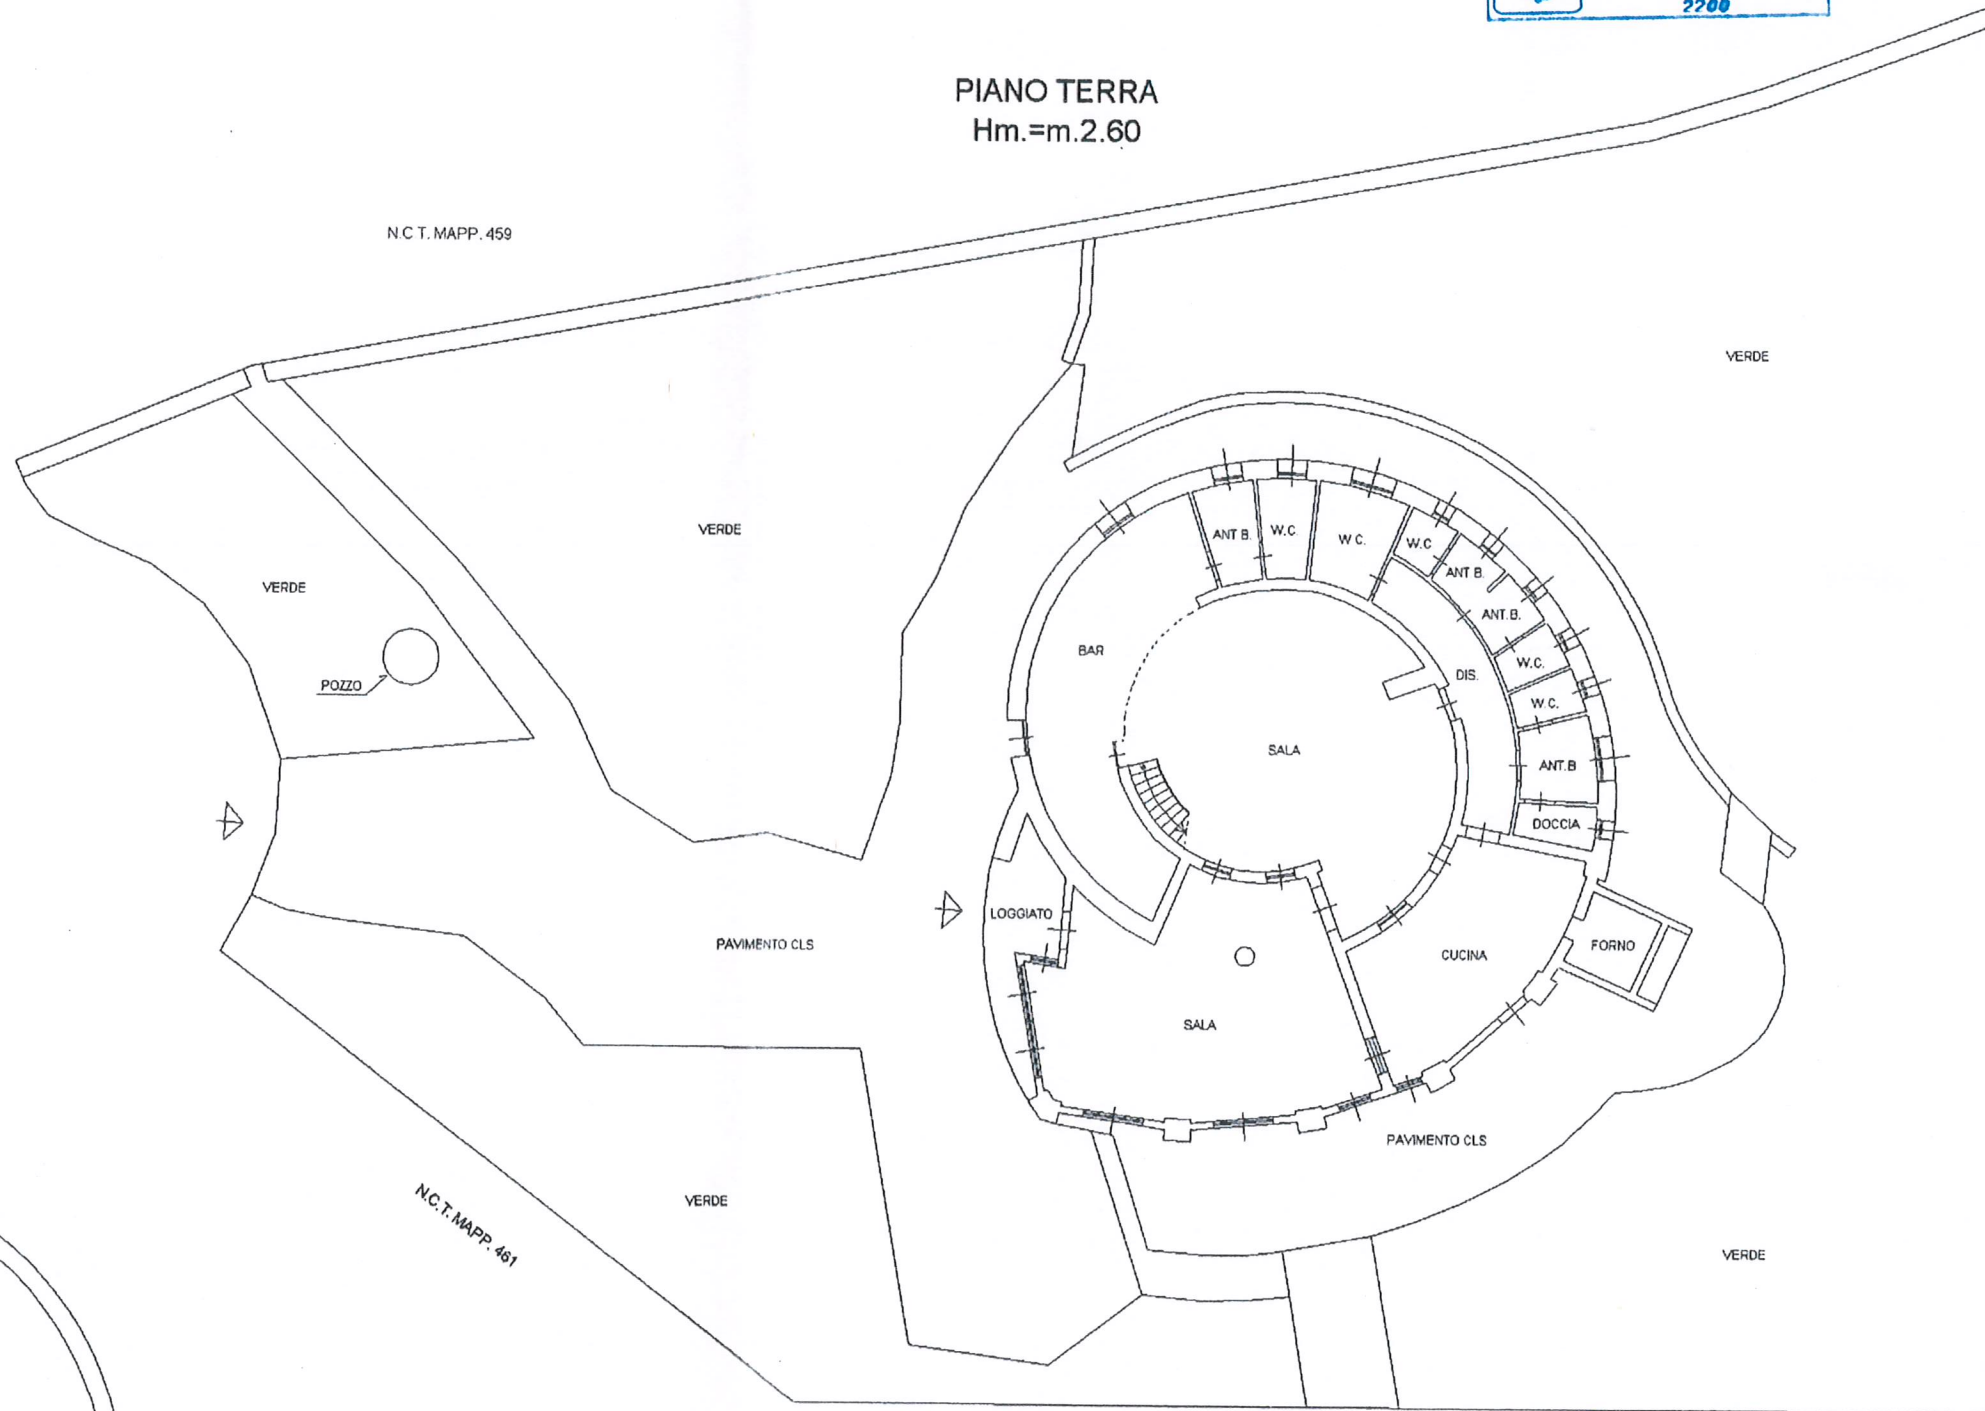 2200
PIANO TERRA
Hm.=m.2.60
N.C T. MAPP. 459
VERDE
VERDE
ANT B.
W.C.
W.C.
W.C
ANT B.
VERDE
ANT.B.
BAR
W.C.
DIS.
POZZO
W.C.
SALA
ANT.B
DOCCIA
LOGGIATO
PAVIMENTO CLS
FORNO
CUCINA
SALA
PAVIMENTO CLS
VERDE
N.C.T. MAPP. 461
VERDE